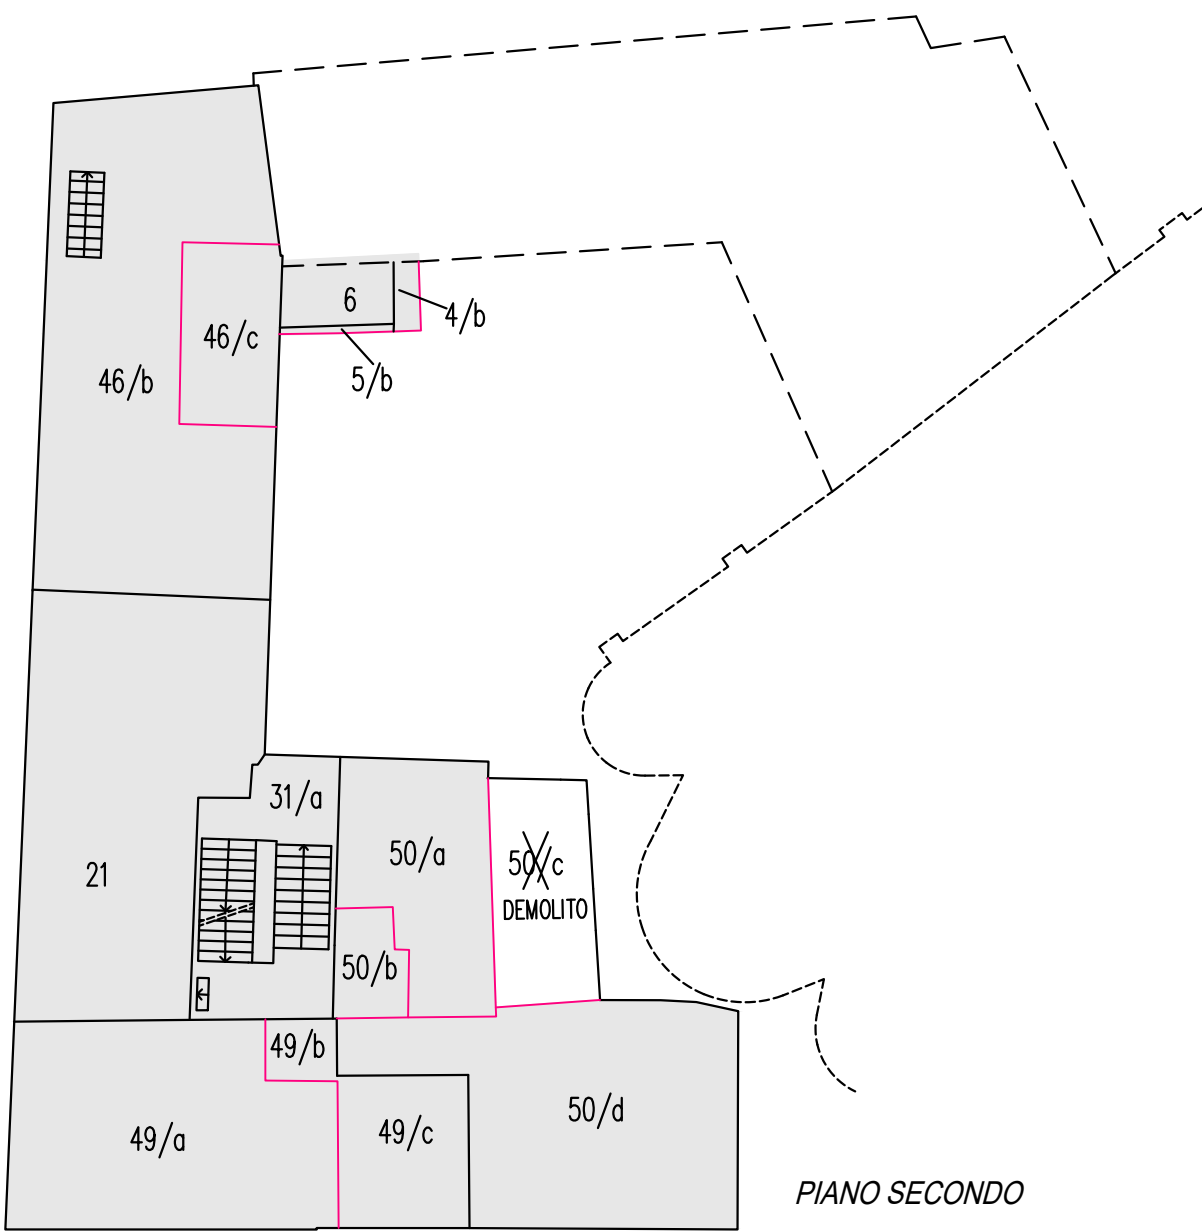 6
4/b
46/c
5/b
46/b
31/a
50/a
50/c
21
DEMOLITO
50/b
49/b
50/d
49/c
49/a
PIANO SECONDO